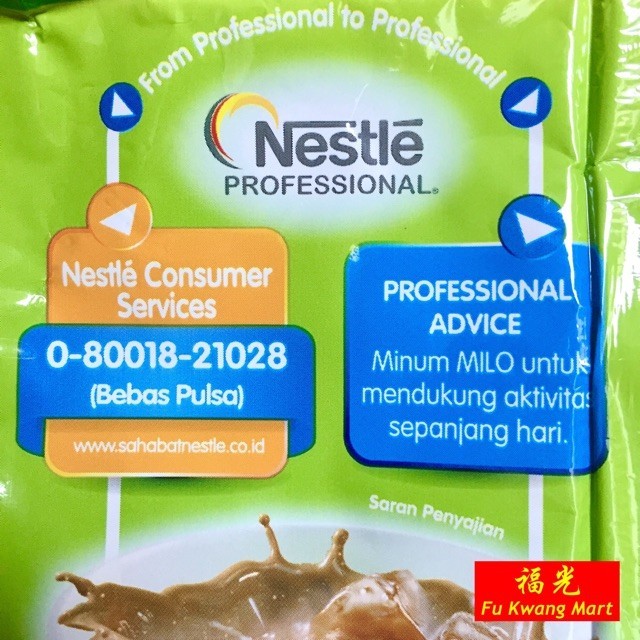 From Professional to Professional
Nestlé
PROFESSIONAL®
Nestlé Consumer
Services
0-80018-21028
(Bebas Pulsa)
www.sahabatnestle.co.id
PROFESSIONAL
ADVICE
Minum MILO untuk
mendukung aktivitas
sepanjang hari.
Saran Penyajian
福光
Fu Kwang Mart